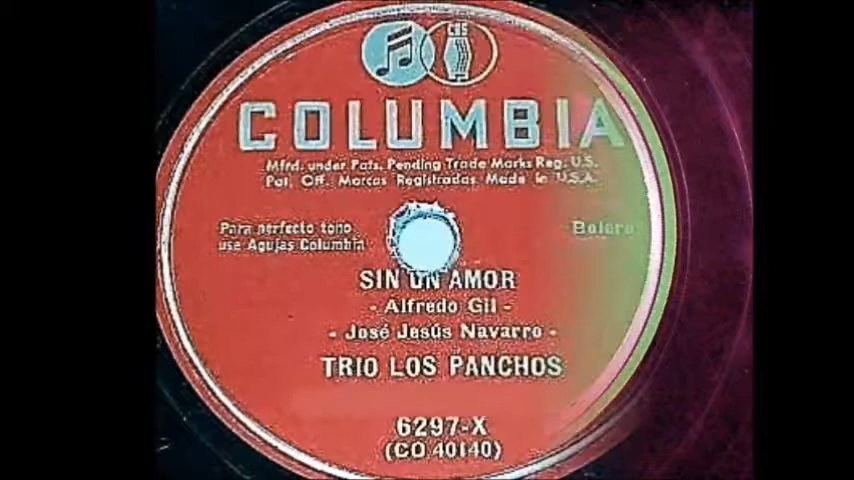 CBS
COLUMBIA
Mfrd. under Pats. Pending Trade Marks Reg. U.S.
Pat. Off. Marcas Registradas Made in U.S.A.
Para perfecto tono
use Agujas Columbia
Bolero
SIN UN AMOR
- Alfredo Gil -
- José Jesús Navarro -
TRIO LOS PANCHOS
6297-X
(CO 40140)